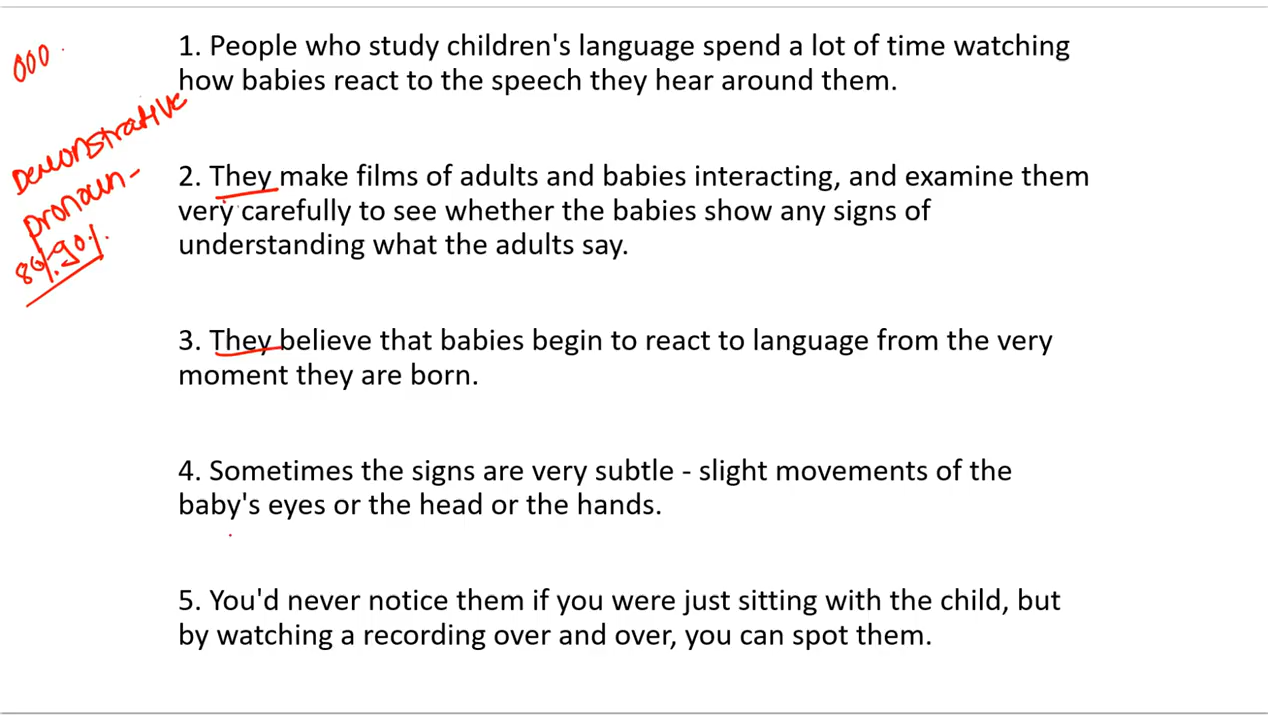 000
Demonstrative
pronoun -
80%.90%.
1. People who study children's language spend a lot of time watching
how babies react to the speech they hear around them.
2. They make films of adults and babies interacting, and examine them
very carefully to see whether the babies show any signs of
understanding what the adults say.
3. They believe that babies begin to react to language from the very
moment they are born.
4. Sometimes the signs are very subtle - slight movements of the
baby's eyes or the head or the hands.
5. You'd never notice them if you were just sitting with the child, but
by watching a recording over and over, you can spot them.